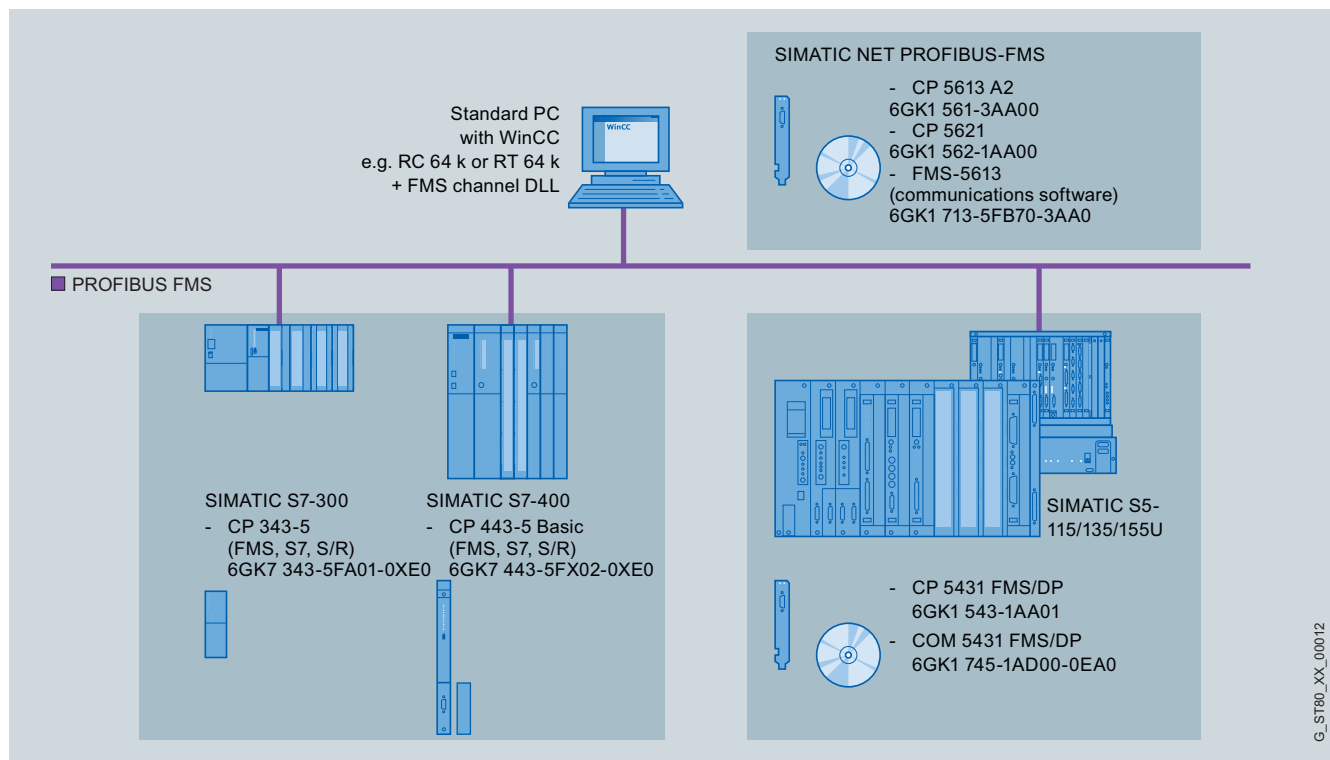 SIMATIC NET PROFIBUS-FMS
- CP 5613 A2
6GK1 561-3AA00
- CP 5621
6GK1 562-1AA00
- FMS-5613
(communications software)
6GK1 713-5FB70-3AA0
Standard PC
with WinCC
e.g. RC 64 k or RT 64 k
+ FMS channel DLL
WinCC
PROFIBUS FMS
SIMATIC S7-300
- CP 343-5
(FMS, S7, S/R)
6GK7 343-5FA01-0XE0
SIMATIC S7-400
- CP 443-5 Basic
(FMS, S7, S/R)
6GK7 443-5FX02-0XE0
SIMATIC S5-
115/135/155U
- CP 5431 FMS/DP
6GK1 543-1AA01
- COM 5431 FMS/DP
6GK1 745-1AD00-0EA0
G_ST80_XX_00012